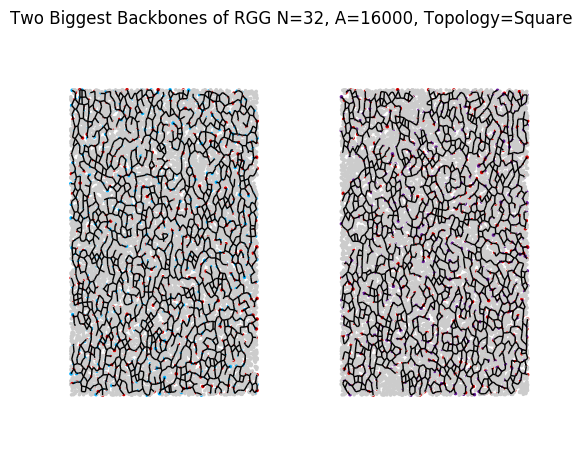 Two Biggest Backbones of RGG N=32, A=16000, Topology=Square